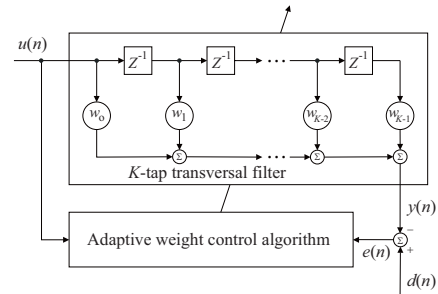 u(n)
Z⁻¹ Z⁻¹ ··· Z⁻¹
w₀ w₁ w_{K-2} w_{K-1}
Σ ··· Σ Σ
K-tap transversal filter
y(n)
Adaptive weight control algorithm
−
Σ
+
e(n)
d(n)